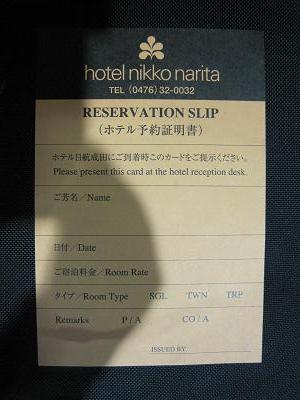 hotel nikko narita
TEL (0476) 32-0032
RESERVATION SLIP
(ホテル予約証明書)
ホテル日航成田にご到着時このカードをご提示ください。
Please present this card at the hotel reception desk.
ご芳名/Name
日付/Date
ご宿泊料金/Room Rate
タイプ/Room Type SGL TWN TRP
Remarks P / A CO / A
ISSUED BY